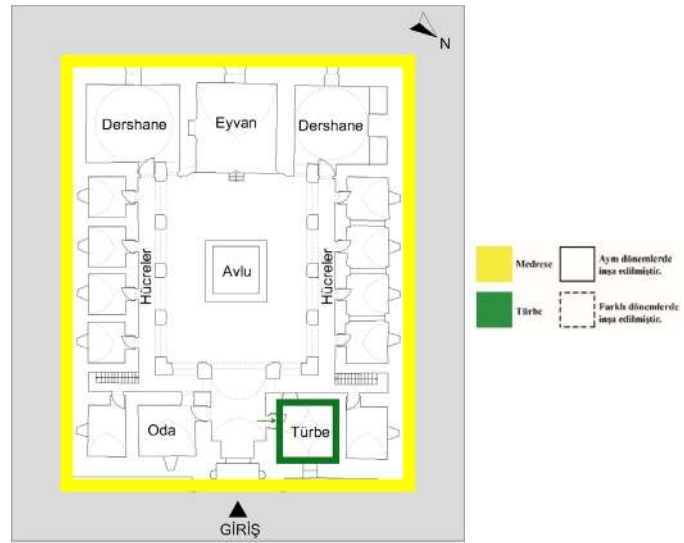 N
Dershane
Eyvan
Dershane
Hücreler
Avlu
Hücreler
Oda
Türbe
GİRİŞ
Medrese
Aynı dönemlerde
inşa edilmiştir.
Türbe
Farklı dönemlerde
inşa edilmiştir.